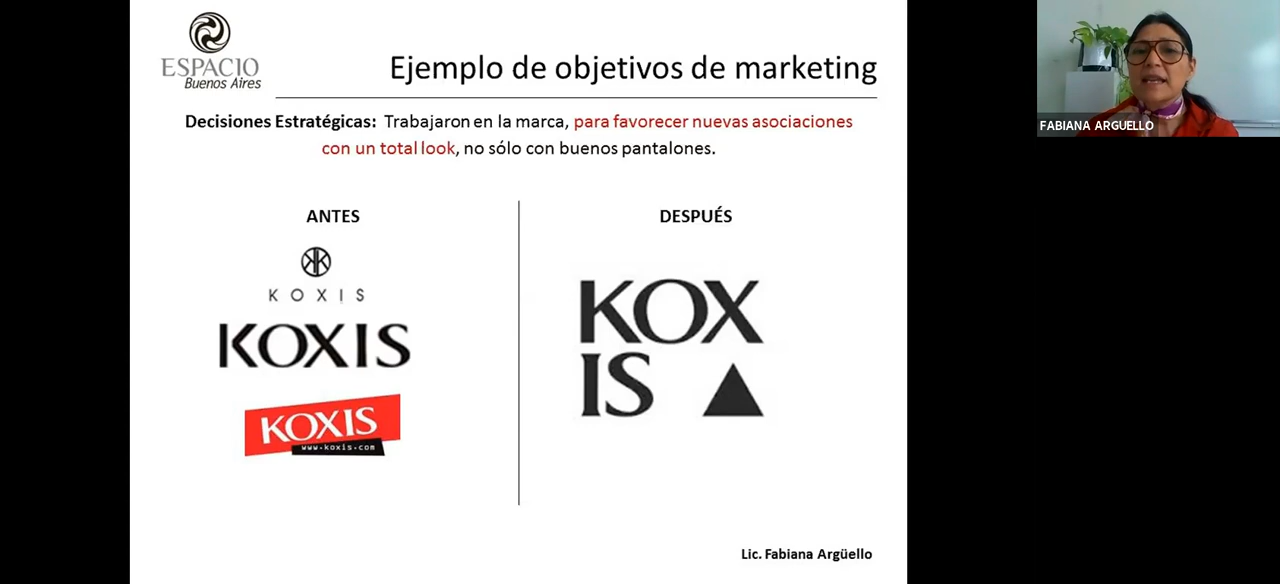 ESPACIO
Buenos Aires
Ejemplo de objetivos de marketing
Decisiones Estratégicas: Trabajaron en la marca, para favorecer nuevas asociaciones
con un total look, no sólo con buenos pantalones.
ANTES
KOXIS
KOXIS
KOXIS
www.koxis.com
DESPUÉS
KOX
IS
Lic. Fabiana Argüello
FABIANA ARGUELLO